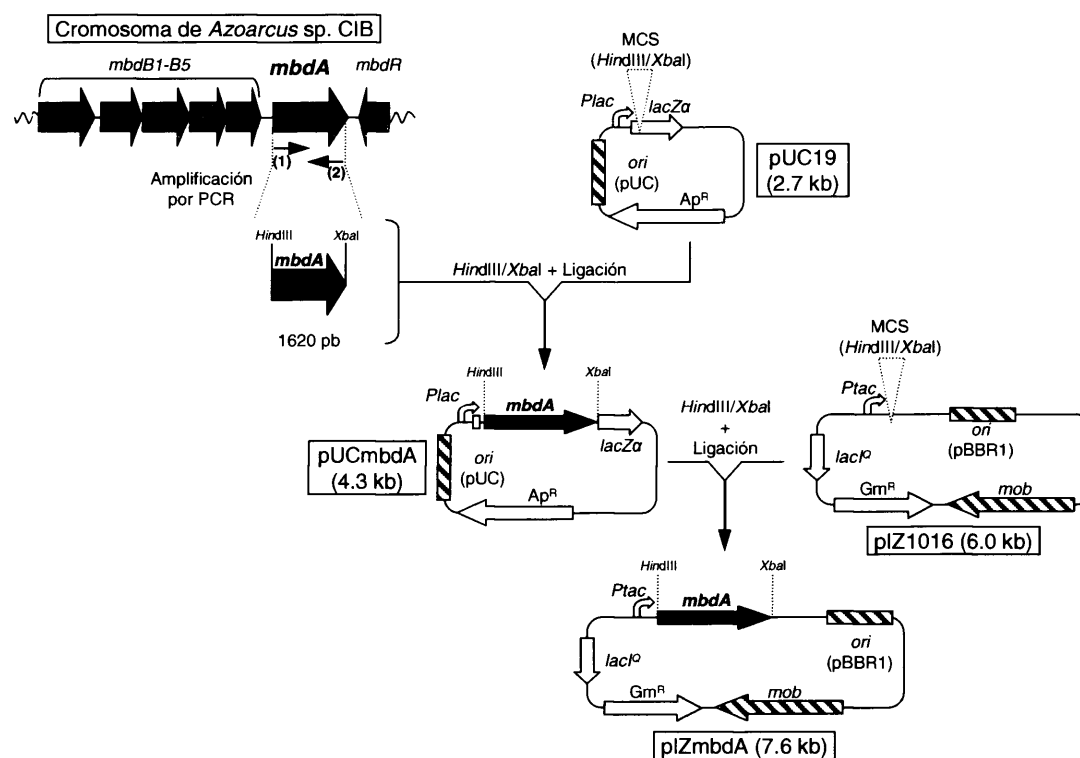 Cromosoma de Azoarcus sp. CIB
mbdB1-B5
mbdA
mbdR
(1)
(2)
Amplificación
por PCR
HindIII
XbaI
mbdA
1620 pb
MCS
(HindIII/XbaI)
Plac
lacZα
ori
(pUC)
ApR
pUC19
(2.7 kb)
HindIII/XbaI + Ligación
HindIII
XbaI
Plac
mbdA
lacZα
ori
(pUC)
ApR
pUCmbdA
(4.3 kb)
HindIII/XbaI
+
Ligación
MCS
(HindIII/XbaI)
Ptac
ori
(pBBR1)
lacIQ
GmR
mob
pIZ1016 (6.0 kb)
HindIII
XbaI
Ptac
mbdA
ori
(pBBR1)
lacIQ
GmR
mob
pIZmbdA (7.6 kb)